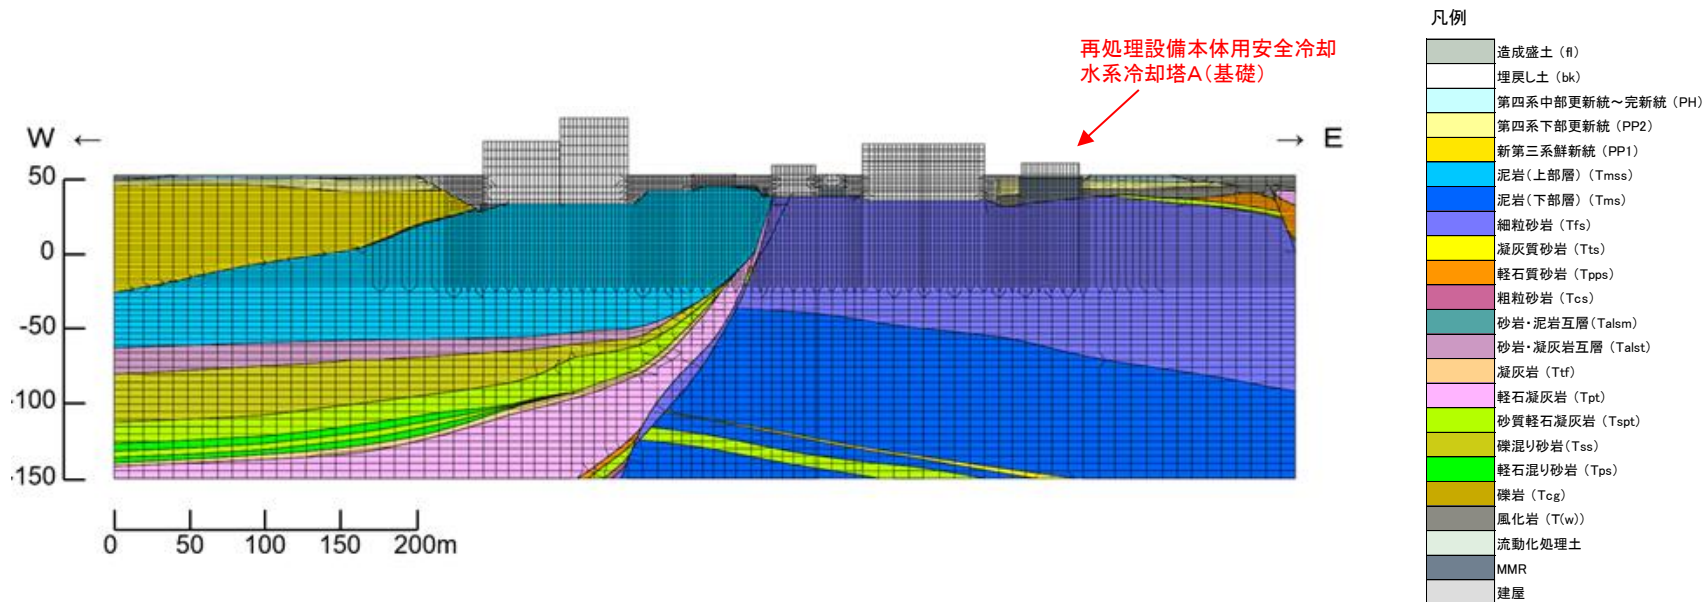 凡例
再処理設備本体用安全冷却
水系冷却塔A(基礎)
W ←
→ E
50
0
-50
-100
-150
0 50 100 150 200m
造成盛土 (fl)
埋戻し土 (bk)
第四系中部更新統～完新統 (PH)
第四系下部更新統 (PP2)
新第三系鮮新統 (PP1)
泥岩(上部層) (Tmss)
泥岩(下部層) (Tms)
細粒砂岩 (Tfs)
凝灰質砂岩 (Tts)
軽石質砂岩 (Tpps)
粗粒砂岩 (Tcs)
砂岩・泥岩互層(Talsm)
砂岩・凝灰岩互層 (Talst)
凝灰岩 (Ttf)
軽石凝灰岩 (Tpt)
砂質軽石凝灰岩 (Tspt)
礫混り砂岩 (Tss)
軽石混り砂岩 (Tps)
礫岩 (Tcg)
風化岩 (T(w))
流動化処理土
MMR
建屋